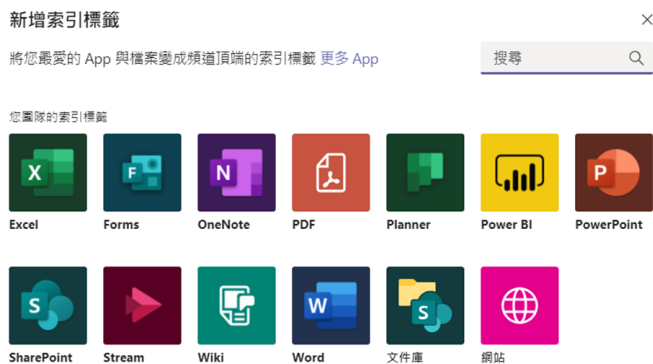 新增索引標籤
將您最愛的 App 與檔案變成頻道頂端的索引標籤 更多 App
搜尋
您團隊的索引標籤
X F N P
Excel Forms OneNote PDF Planner Power BI PowerPoint
S W S
SharePoint Stream Wiki Word 文件庫 網站